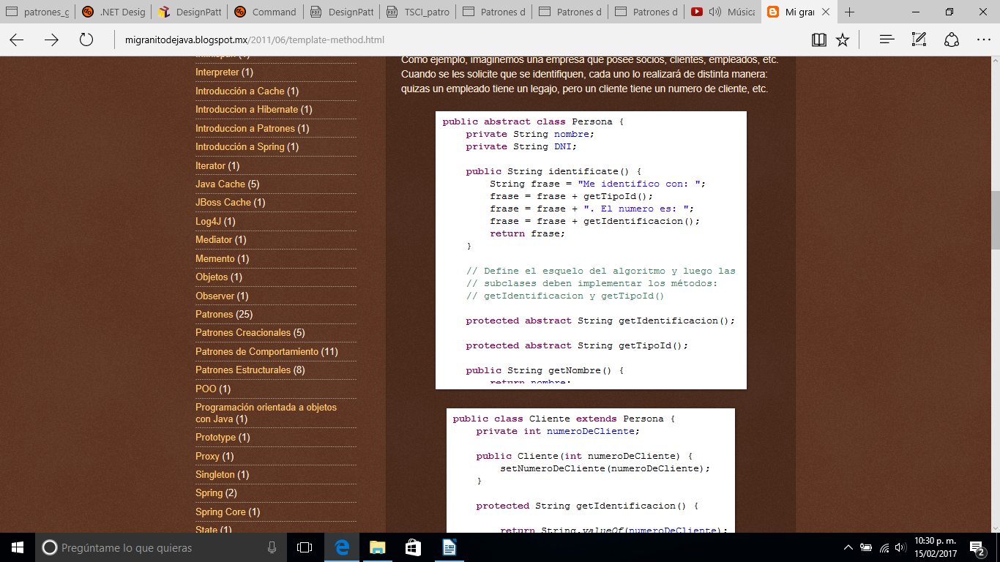 patrones_g
.NET Desig
DesignPatt
Command
DesignPatt
TSCI_patro
Patrones d
Patrones d
Patrones d
Música
Mi grar
migranitodejava.blogspot.mx/2011/06/template-method.html
Interpreter (1)
Introducción a Cache (1)
Introduccion a Hibernate (1)
Introduccion a Patrones (1)
Introducción a Spring (1)
Iterator (1)
Java Cache (5)
JBoss Cache (1)
Log4J (1)
Mediator (1)
Memento (1)
Objetos (1)
Observer (1)
Patrones (25)
Patrones Creacionales (5)
Patrones de Comportamiento (11)
Patrones Estructurales (8)
POO (1)
Programación orientada a objetos
con Java (1)
Prototype (1)
Proxy (1)
Singleton (1)
Spring (2)
Spring Core (1)
State (1)
Como ejemplo, imaginemos una empresa que posee socios, clientes, empleados, etc.
Cuando se les solicite que se identifiquen, cada uno lo realizará de distinta manera:
quizas un empleado tiene un legajo, pero un cliente tiene un numero de cliente, etc.
public abstract class Persona {
private String nombre;
private String DNI;
public String identificate() {
String frase = "Me identifico con: ";
frase = frase + getTipoId();
frase = frase + ". El numero es: ";
frase = frase + getIdentificacion();
return frase;
}
// Define el esquelo del algoritmo y luego las
// subclases deben implementar los métodos:
// getIdentificacion y getTipoId()
protected abstract String getIdentificacion();
protected abstract String getTipoId();
public String getNombre() {
return nombre;
public class Cliente extends Persona {
private int numeroDeCliente;
public Cliente(int numeroDeCliente) {
setNumeroDeCliente(numeroDeCliente);
}
protected String getIdentificacion() {
return String.valueOf(numeroDeCliente);
Pregúntame lo que quieras
10:30 p. m.
15/02/2017
2